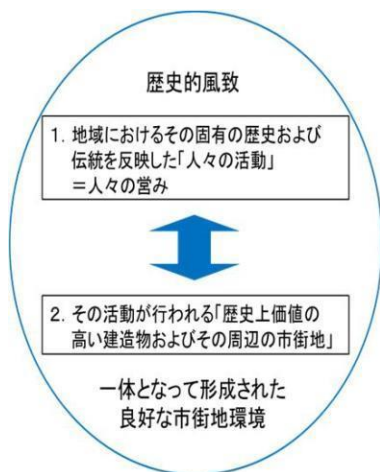 歴史的風致
1. 地域におけるその固有の歴史および
伝統を反映した「人々の活動」
＝人々の営み
2. その活動が行われる「歴史上価値の
高い建造物およびその周辺の市街地」
一体となって形成された
良好な市街地環境